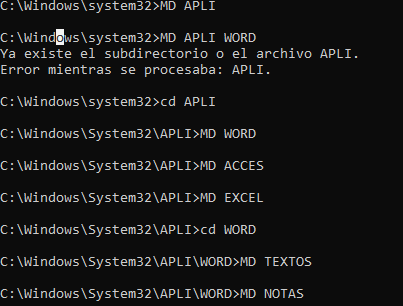 C:\Windows\system32>MD APLI
C:\Windows\system32>MD APLI WORD
Ya existe el subdirectorio o el archivo APLI.
Error mientras se procesaba: APLI.
C:\Windows\system32>cd APLI
C:\Windows\System32\APLI>MD WORD
C:\Windows\System32\APLI>MD ACCES
C:\Windows\System32\APLI>MD EXCEL
C:\Windows\System32\APLI>cd WORD
C:\Windows\System32\APLI\WORD>MD TEXTOS
C:\Windows\System32\APLI\WORD>MD NOTAS